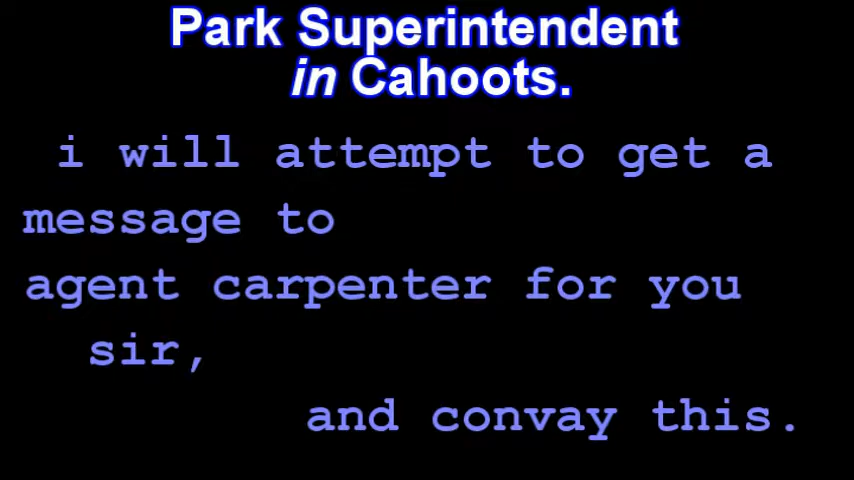 Park Superintendent
in Cahoots.
i will attempt to get a
message to
agent carpenter for you
sir,
and convay this.